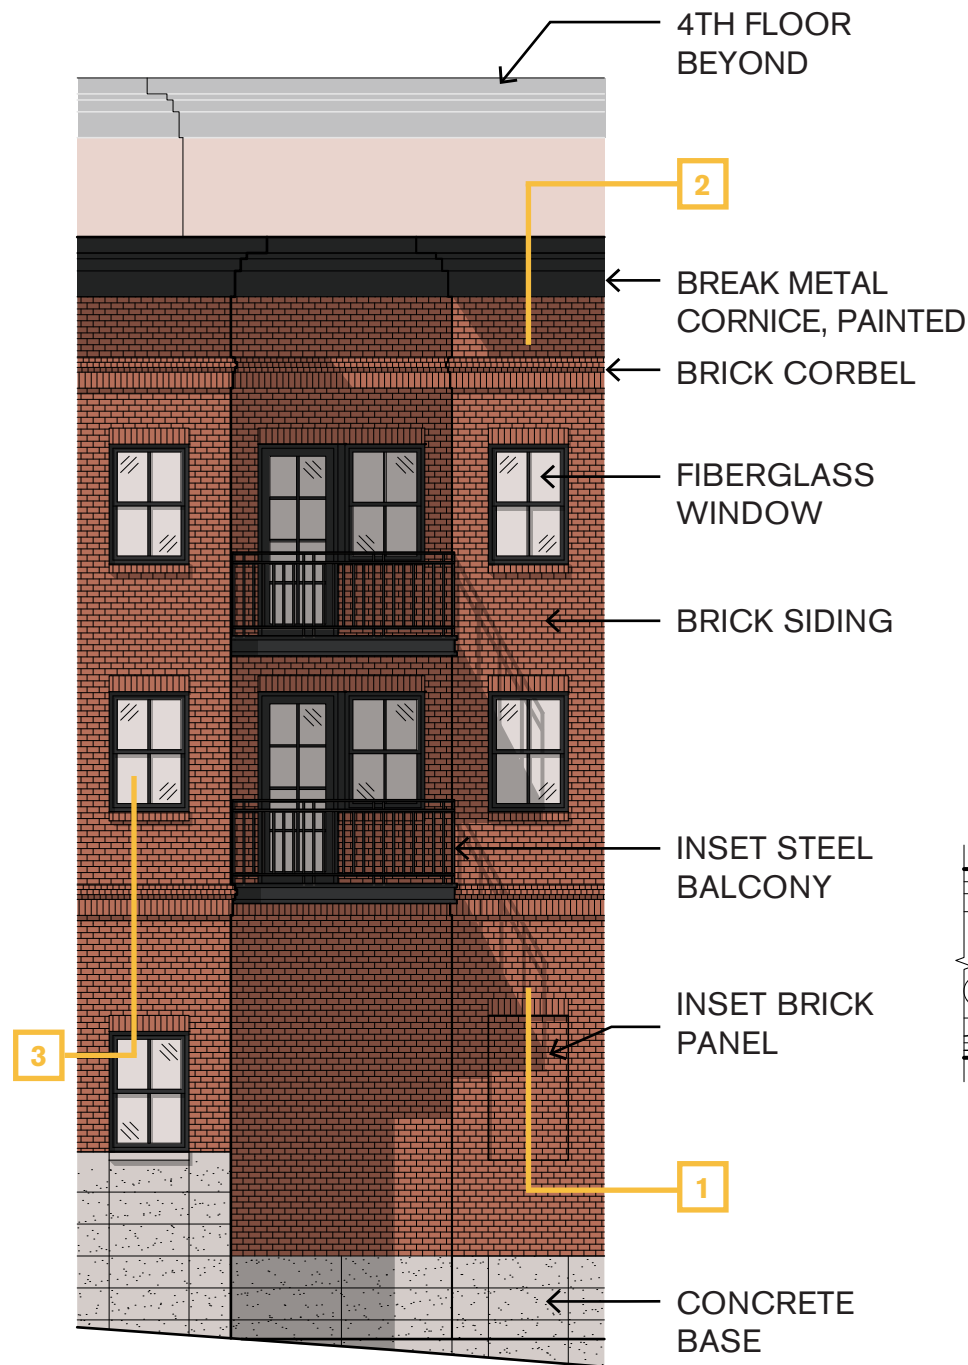 4TH FLOOR
BEYOND
2
BREAK METAL
CORNICE, PAINTED
BRICK CORBEL
FIBERGLASS
WINDOW
BRICK SIDING
INSET STEEL
BALCONY
INSET BRICK
PANEL
3
1
CONCRETE
BASE